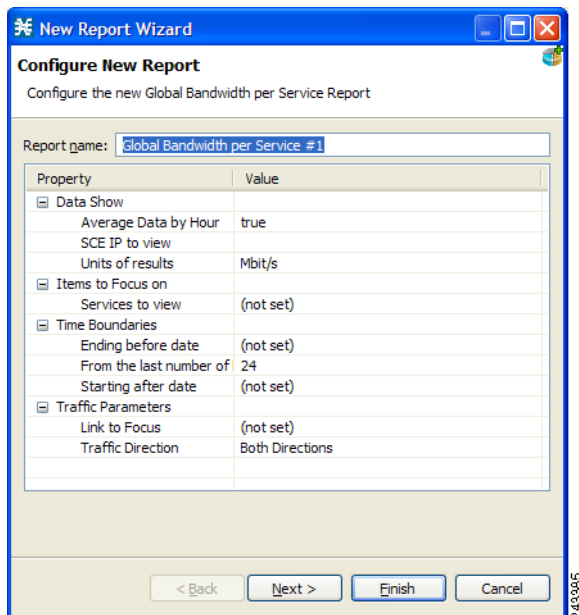 New Report Wizard
Configure New Report
Configure the new Global Bandwidth per Service Report
Report name: Global Bandwidth per Service #1
Property Value
Data Show
Average Data by Hour true
SCE IP to view
Units of results Mbit/s
Items to Focus on
Services to view (not set)
Time Boundaries
Ending before date (not set)
From the last number of 24
Starting after date (not set)
Traffic Parameters
Link to Focus (not set)
Traffic Direction Both Directions
< Back Next > Finish Cancel